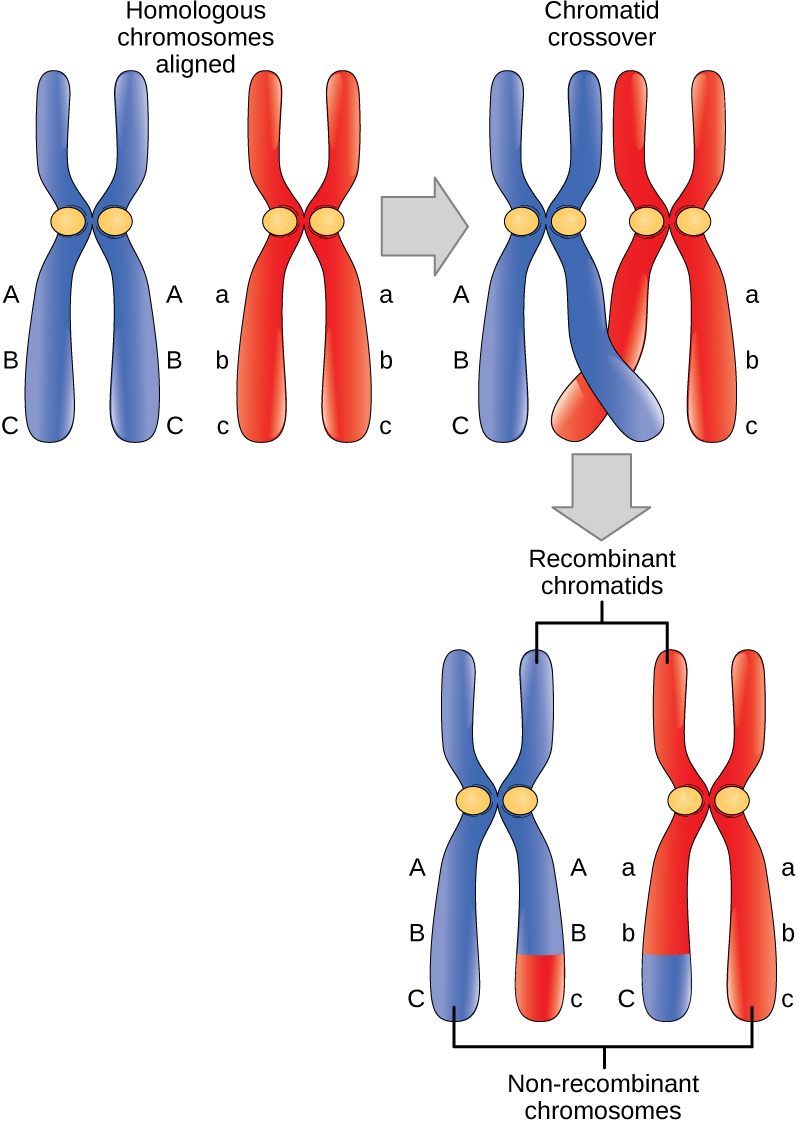 Homologous
chromosomes
aligned
Chromatid
crossover
A A a a A a
B B b b B b
C C c c C c
Recombinant
chromatids
A A a a
B B b b
C c C c
Non-recombinant
chromosomes